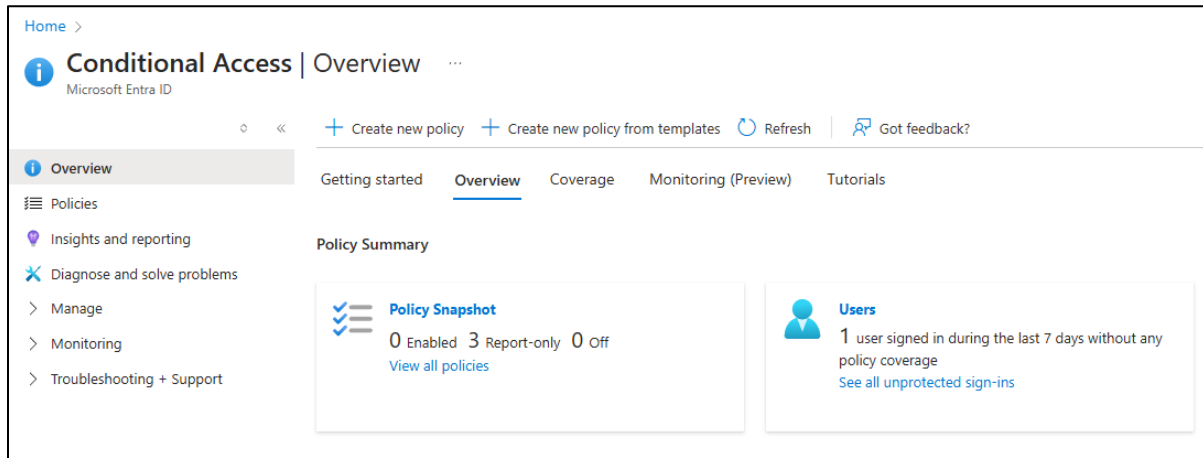 Home >
Conditional Access | Overview ...
Microsoft Entra ID
Create new policy Create new policy from templates Refresh Got feedback?
Overview
Policies
Insights and reporting
Diagnose and solve problems
Manage
Monitoring
Troubleshooting + Support
Getting started Overview Coverage Monitoring (Preview) Tutorials
Policy Summary
Policy Snapshot
0 Enabled 3 Report-only 0 Off
View all policies
Users
1 user signed in during the last 7 days without any
policy coverage
See all unprotected sign-ins